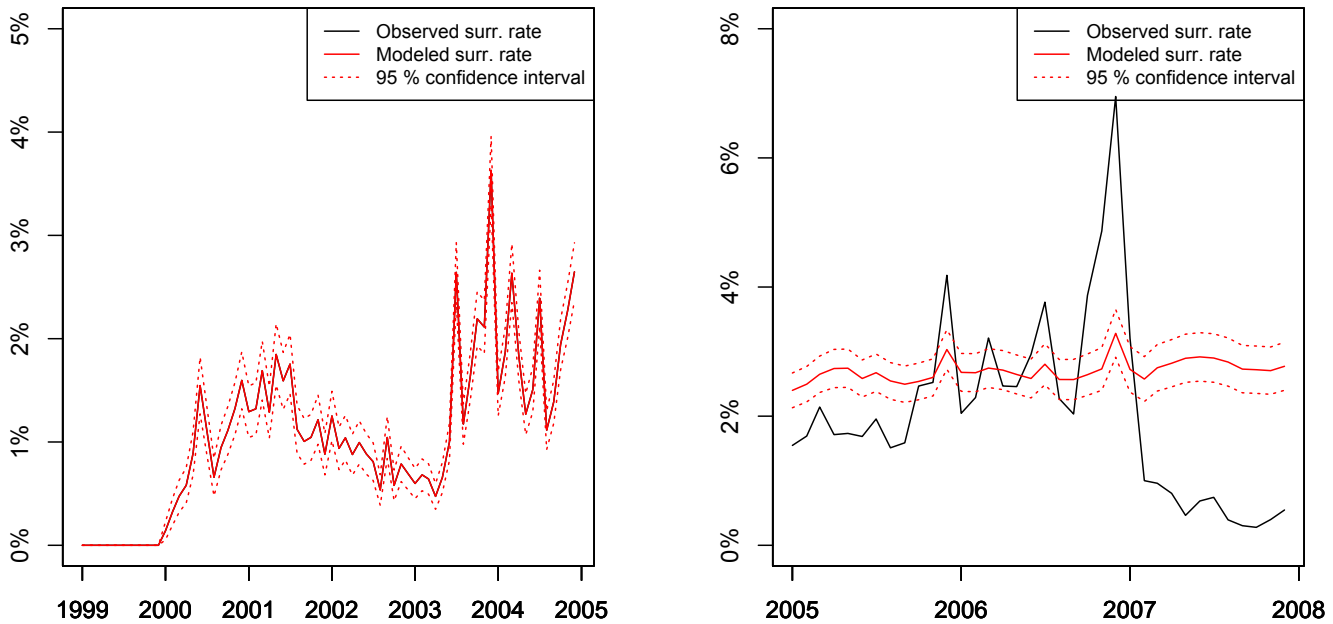 5%
4%
3%
2%
1%
0%
Observed surr. rate
Modeled surr. rate
95 % confidence interval
1999 2000 2001 2002 2003 2004 2005
8%
6%
4%
2%
0%
Observed surr. rate
Modeled surr. rate
95 % confidence interval
2005 2006 2007 2008